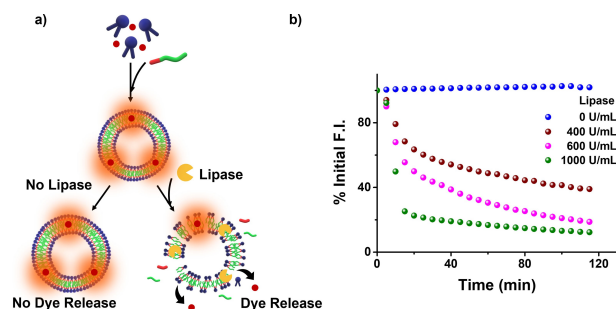 a)
No Lipase
Lipase
No Dye Release
Dye Release
b)
% Initial F.I.
80
40
0
0
40
80
120
Time (min)
Lipase
0 U/mL
400 U/mL
600 U/mL
1000 U/mL